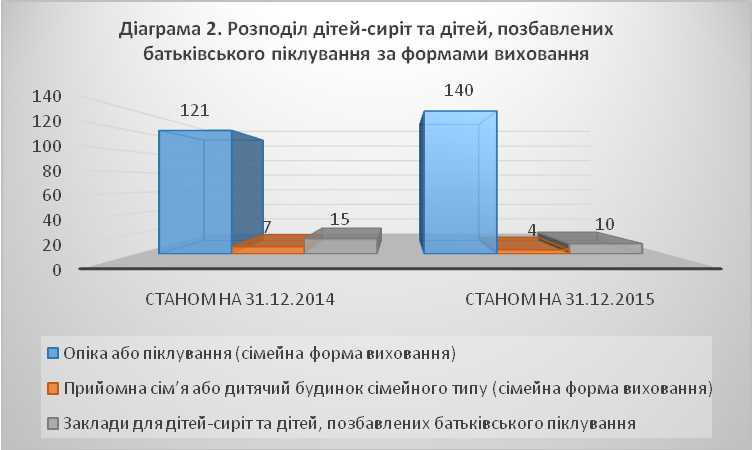 Діаграма 2. Розподіл дітей-сиріт та дітей, позбавлених
батьківського піклування за формами виховання
140
120
100
80
60
40
20
0
121
7
15
140
4
10
СТАНОМ НА 31.12.2014
СТАНОМ НА 31.12.2015
Опіка або піклування (сімейна форма виховання)
Прийомна сім’я або дитячий будинок сімейного типу (сімейна форма виховання)
Заклади для дітей-сиріт та дітей, позбавлених батьківського піклування